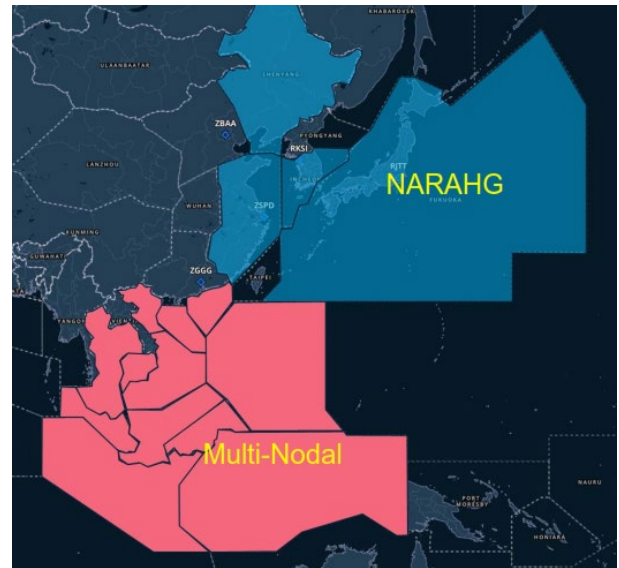 KHABAROVSK
ULAANBAATAR
SHENYANG
ZBAA
PYONGYANG
RKSI
INCHEON
RJTT
LANZHOU
NARAHG
WUHAN
ZSPD
FUKUOKA
KUNMING
GUWAHATI
ZGGG
TAIPEI
YANGON
VIENTI
Multi-Nodal
PORT
MORESBY
NAURU
HONIARA